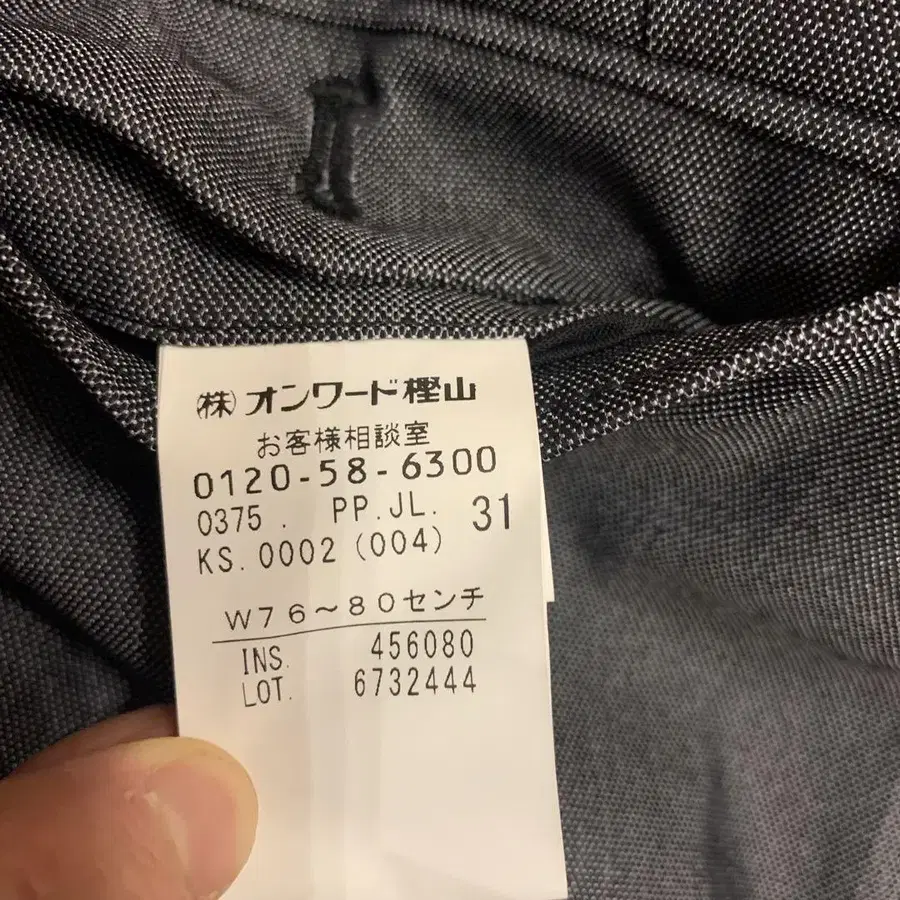 (株)オンワード樫山
お客様相談室
0120-58-6300
0375. PP.JL. 31
KS.0002(004)
W76～80センチ
INS. 456080
LOT. 6732444